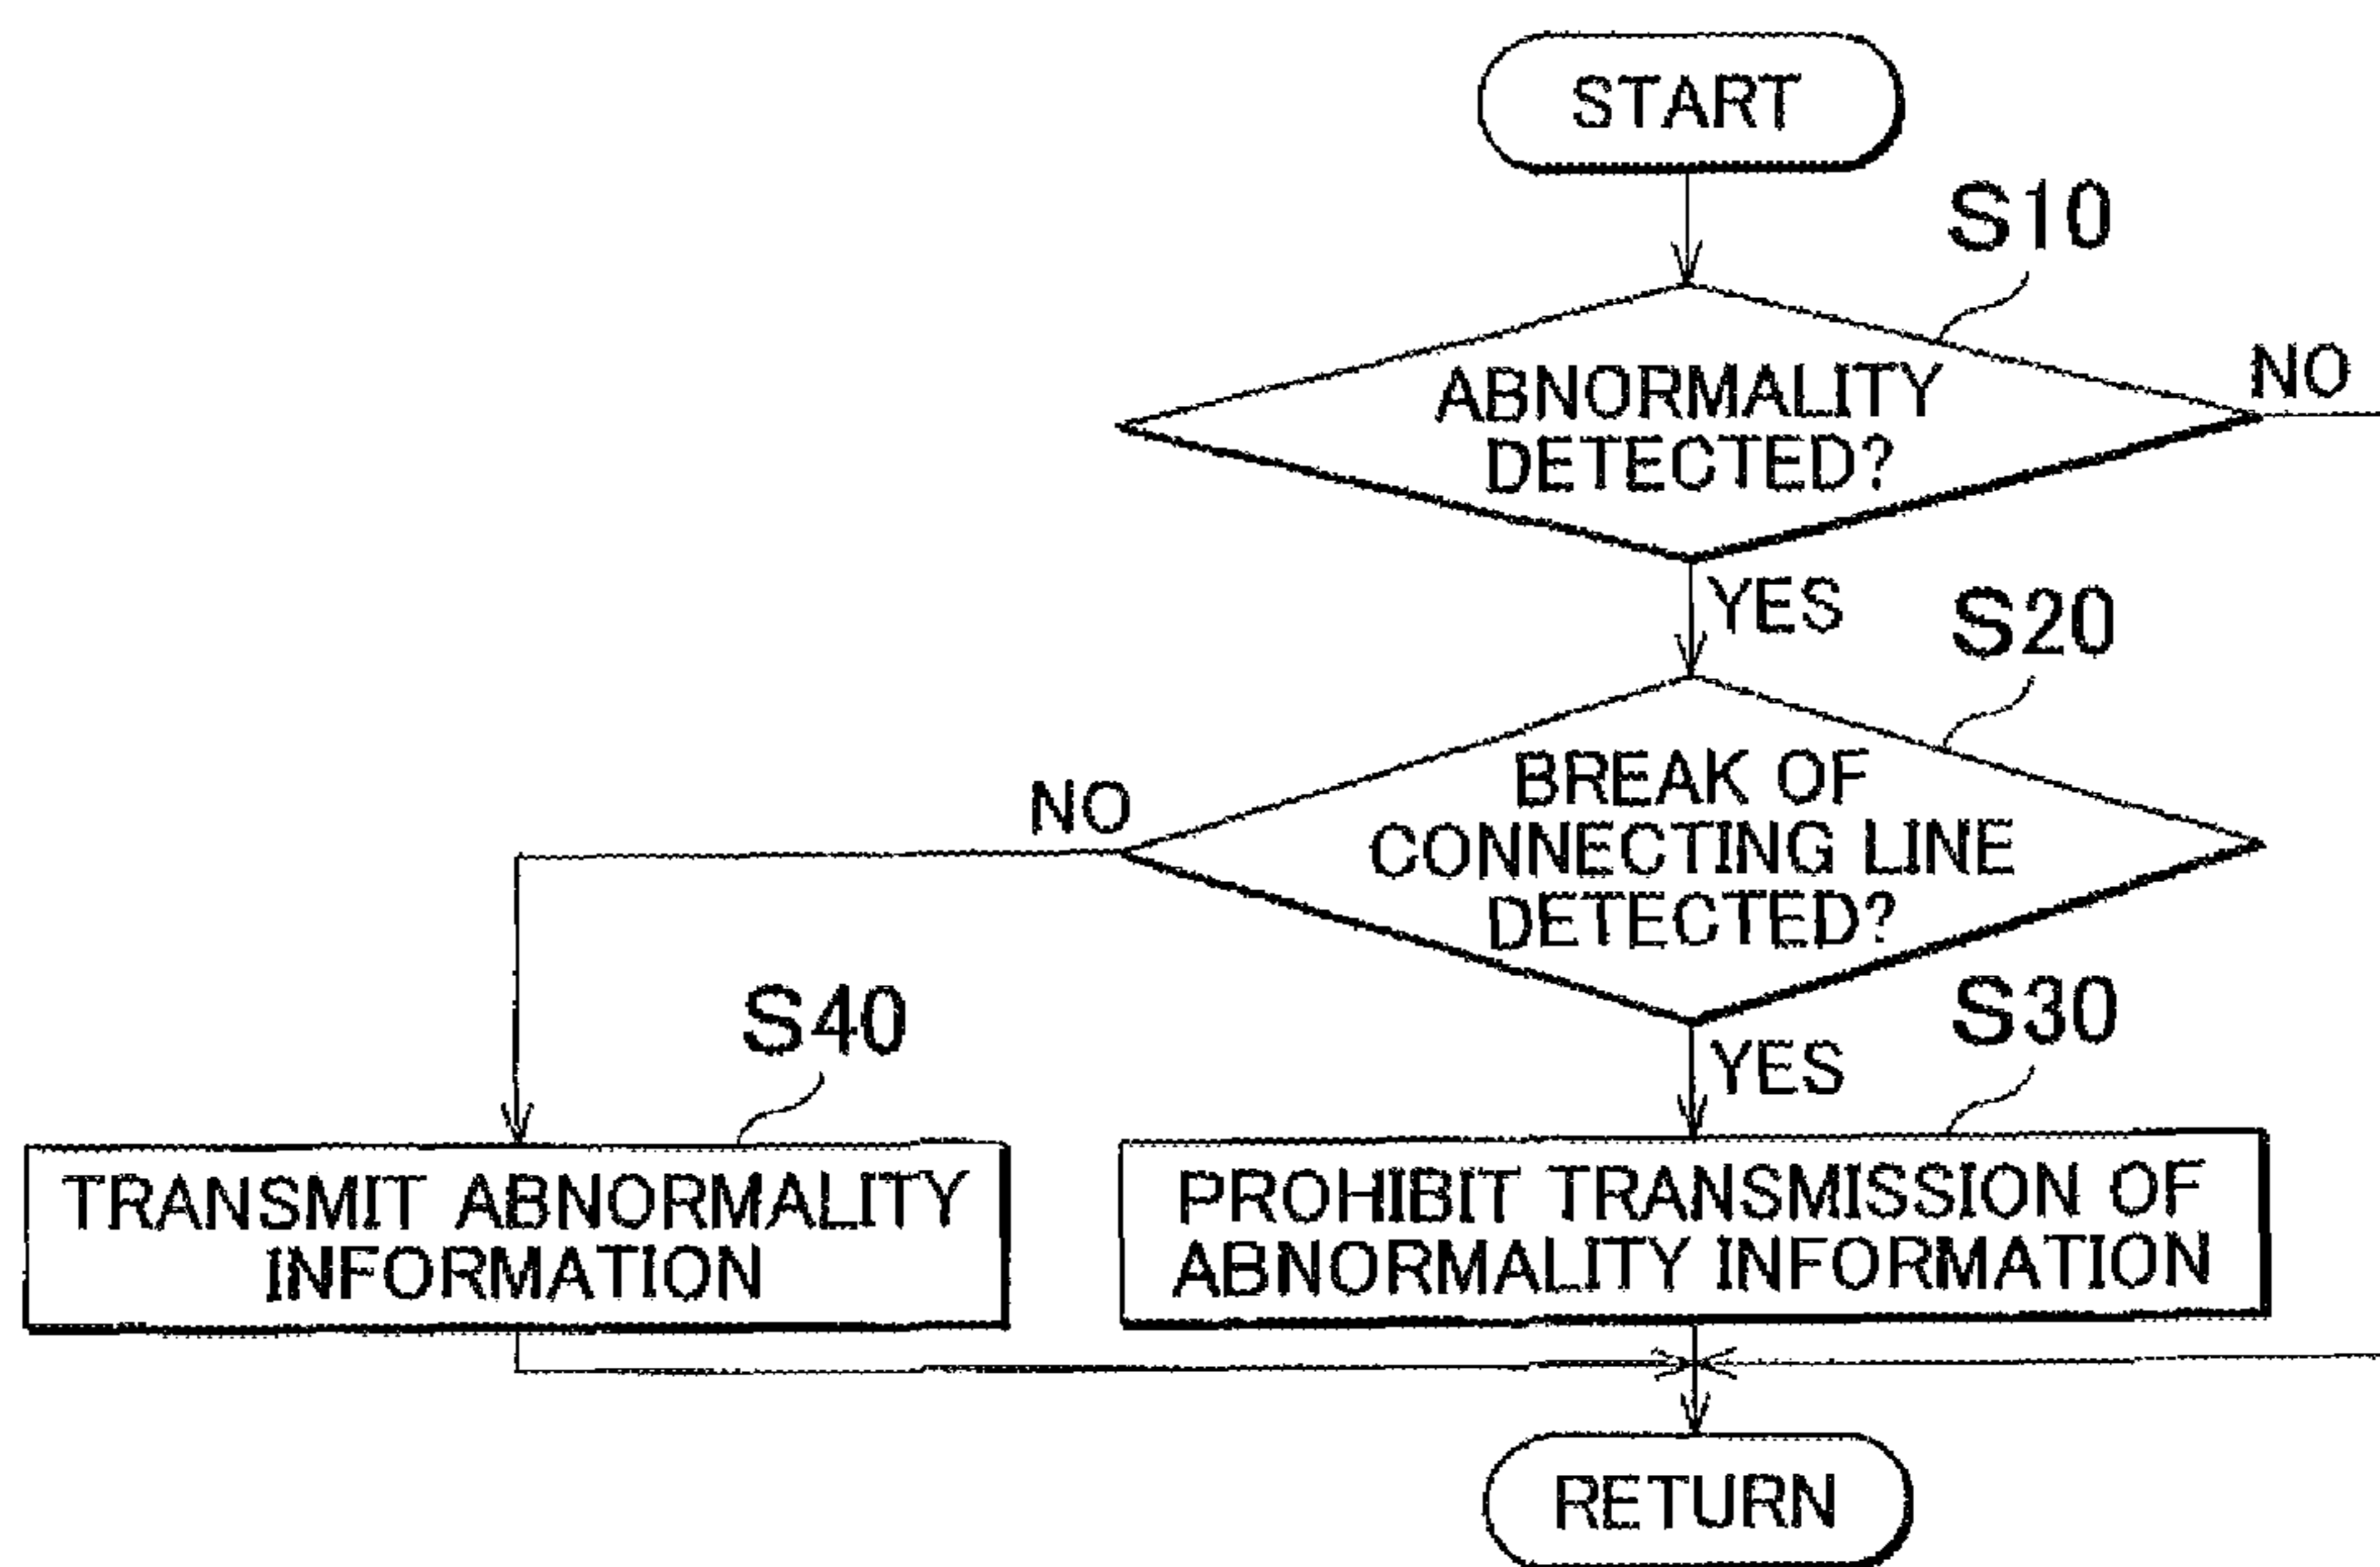 START
S10
ABNORMALITY
DETECTED?
NO
YES
S20
BREAK OF
CONNECTING LINE
DETECTED?
NO
YES
S40
S30
TRANSMIT ABNORMALITY
INFORMATION
PROHIBIT TRANSMISSION OF
ABNORMALITY INFORMATION
RETURN